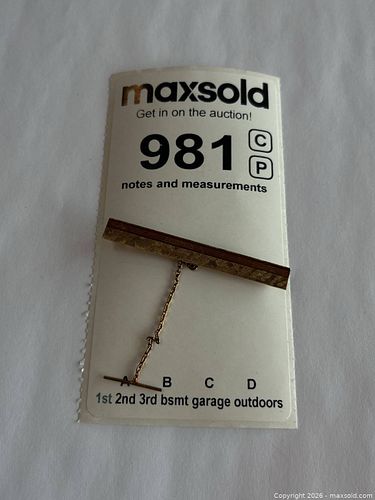 maxsold
Get in on the auction!
981 C
P
notes and measurements
A B C D
1st 2nd 3rd bsmt garage outdoors
Copyright 2026 - maxsold.com